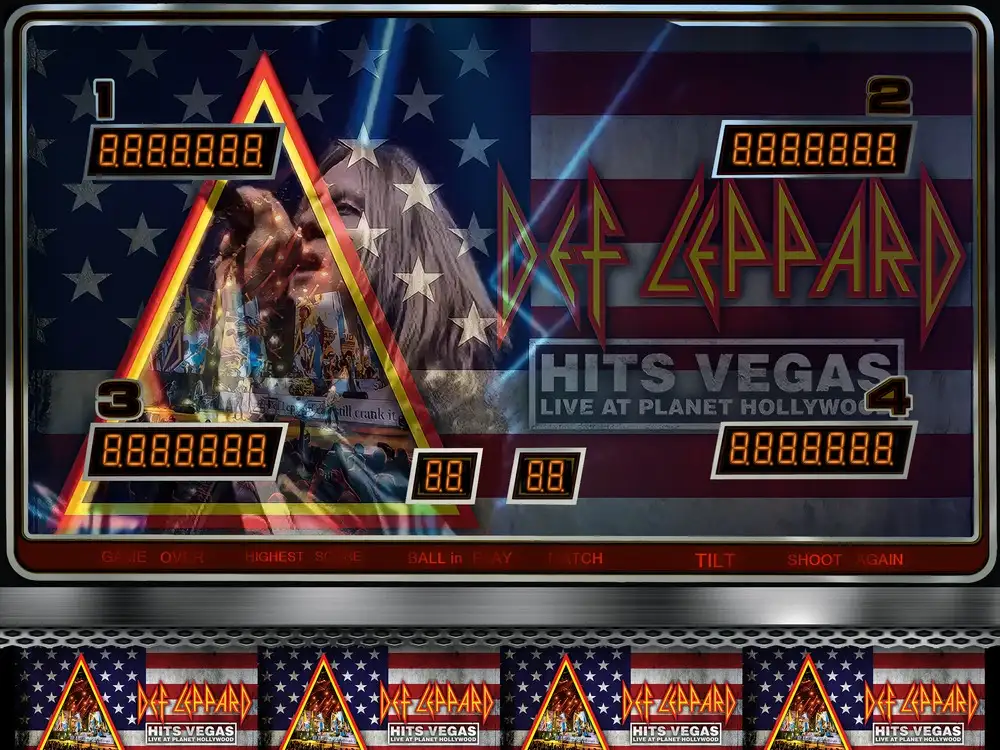 1
2
8.8.8.8.8.8.8.
8.8.8.8.8.8.8.
DEF LEPPARD
HITS VEGAS
LIVE AT PLANET HOLLYWOOD
still crank it
3
4
8.8.8.8.8.8.8.
8.8.8.8.8.8.8.
8.8.
8.8.
GAME OVER HIGHEST SCORE BALL in PLAY MATCH TILT SHOOT AGAIN
DEF LEPPARD DEF LEPPARD DEF LEPPARD DEF LEPPARD
HITS VEGAS HITS VEGAS HITS VEGAS HITS VEGAS
LIVE AT PLANET HOLLYWOOD LIVE AT PLANET HOLLYWOOD LIVE AT PLANET HOLLYWOOD LIVE AT PLANET HOLLYWOOD